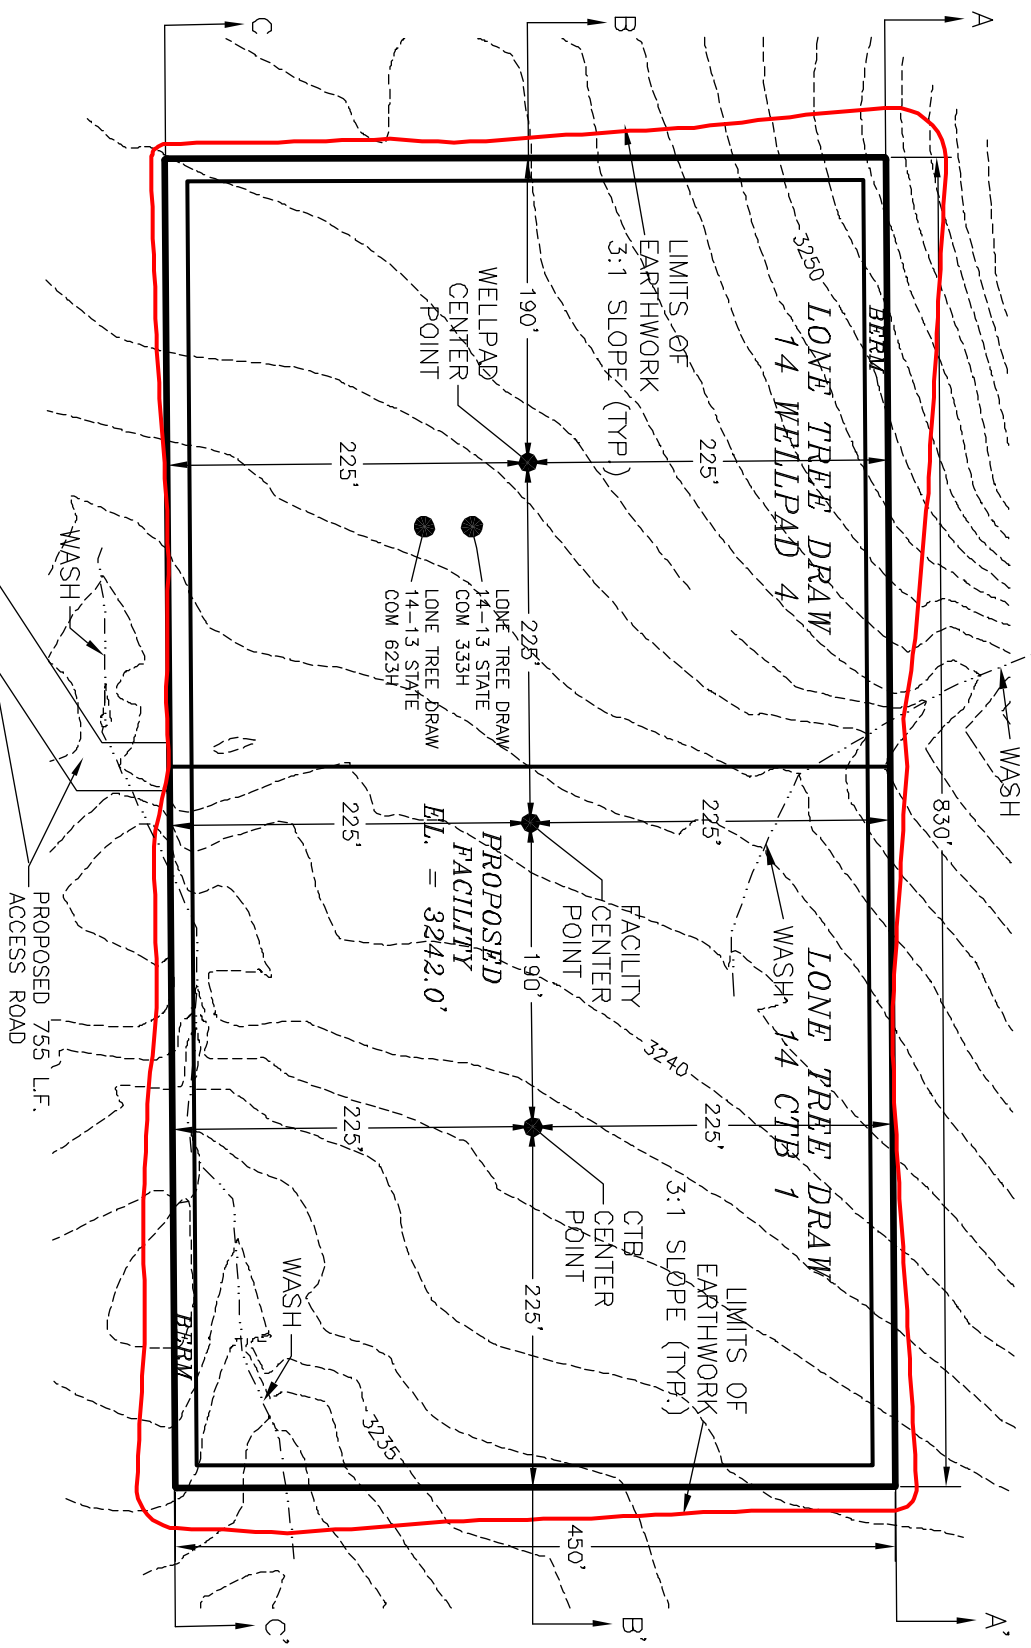 A
A'
B
B'
C
C'
830'
450'
LONE TREE DRAW
14 WELLPAD 4
BERM
3250
LIMITS OF
EARTHWORK
3:1 SLOPE (TYP.)
WELLPAD
CENTER
POINT
190'
225'
225'
225'
LONE TREE DRAW
14-13 STATE
COM 333H
LONE TREE DRAW
14-13 STATE
COM 623H
WASH
WASH
LONE TREE DRAW
14 CTB 1
WASH
225'
225'
FACILITY
CENTER
POINT
PROPOSED
FACILITY
EL. = 3242.0'
190'
3240
225'
225'
CTB
CENTER
POINT
225'
LIMITS OF
EARTHWORK
3:1 SLOPE (TYP.)
WASH
3235
BERM
PROPOSED 755 L.F.
ACCESS ROAD